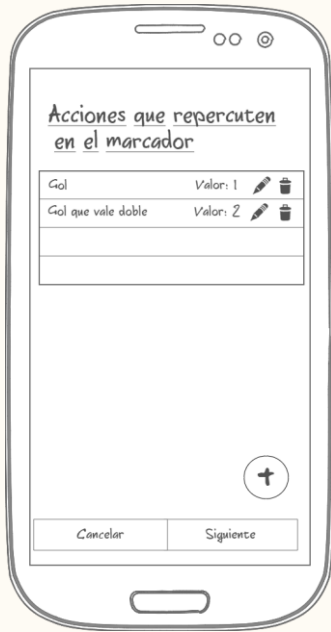 Acciones que repercuten
en el marcador
Gol Valor: 1
Gol que vale doble Valor: 2
+
Cancelar Siguiente